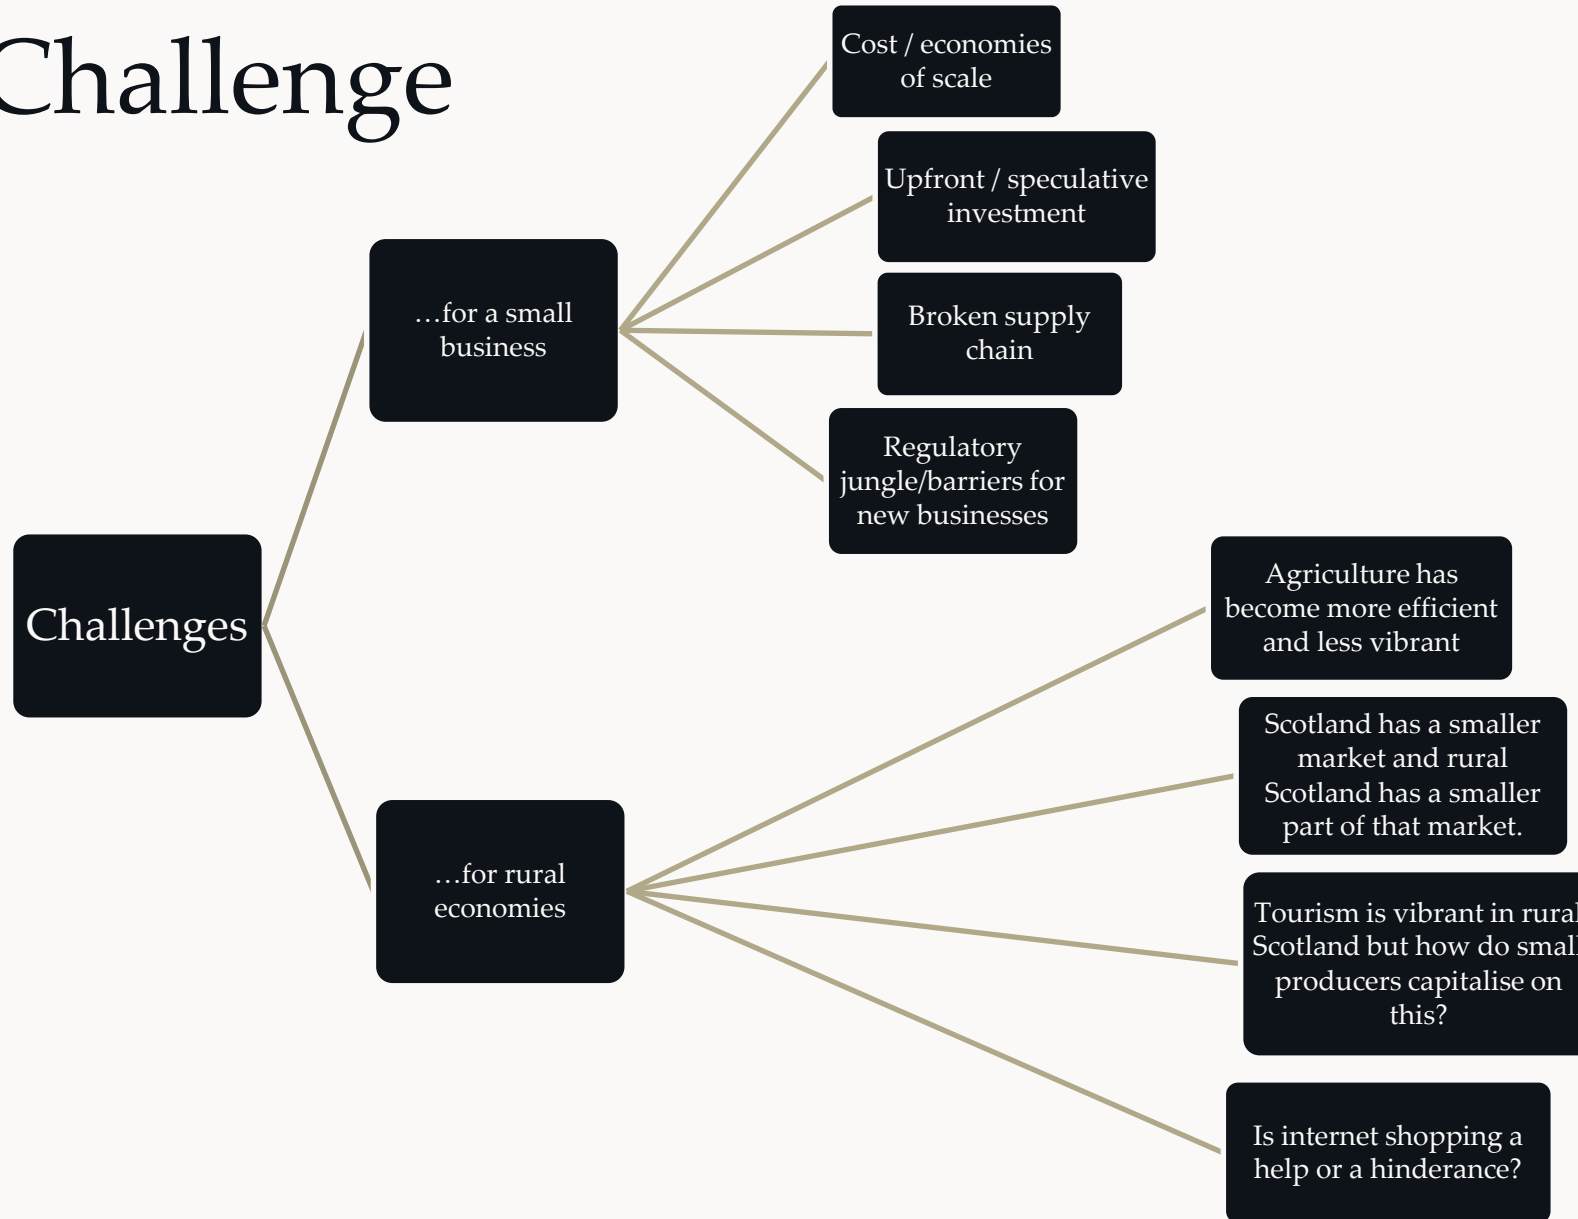 Challenge
Cost / economies
of scale
Upfront / speculative
investment
…for a small
business
Broken supply
chain
Regulatory
jungle/barriers for
new businesses
Challenges
Agriculture has
become more efficient
and less vibrant
Scotland has a smaller
market and rural
Scotland has a smaller
part of that market.
…for rural
economies
Tourism is vibrant in rural
Scotland but how do small
producers capitalise on
this?
Is internet shopping a
help or a hinderance?